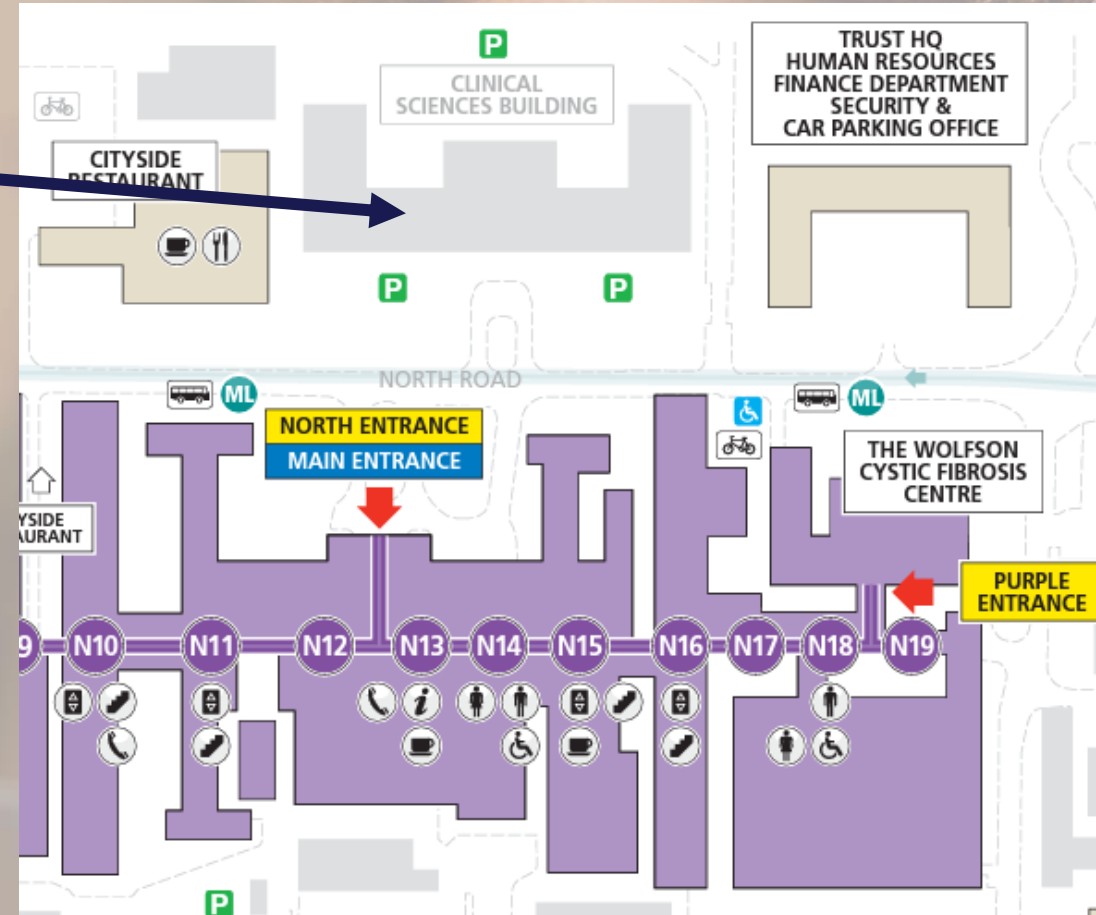 P
CLINICAL
SCIENCES BUILDING
TRUST HQ
HUMAN RESOURCES
FINANCE DEPARTMENT
SECURITY &
CAR PARKING OFFICE
CITYSIDE
RESTAURANT
P
P
NORTH ROAD
ML
ML
NORTH ENTRANCE
MAIN ENTRANCE
THE WOLFSON
CYSTIC FIBROSIS
CENTRE
YSIDE
AURANT
PURPLE
ENTRANCE
9
N10
N11
N12
N13
N14
N15
N16
N17
N18
N19
i
P